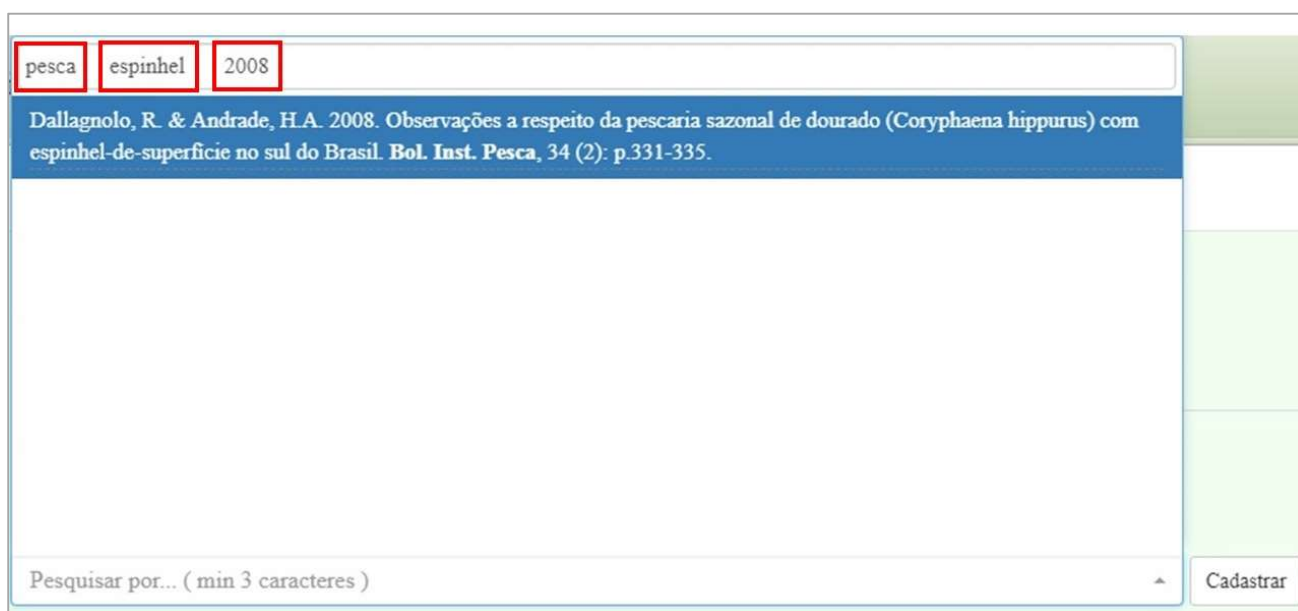 pesca espinhel 2008
Dallagnolo, R. & Andrade, H.A. 2008. Observações a respeito da pescaria sazonal de dourado (Coryphaena hippurus) com
espinhel-de-superfície no sul do Brasil. Bol. Inst. Pesca, 34 (2): p.331-335.
Pesquisar por... ( min 3 caracteres )
Cadastrar